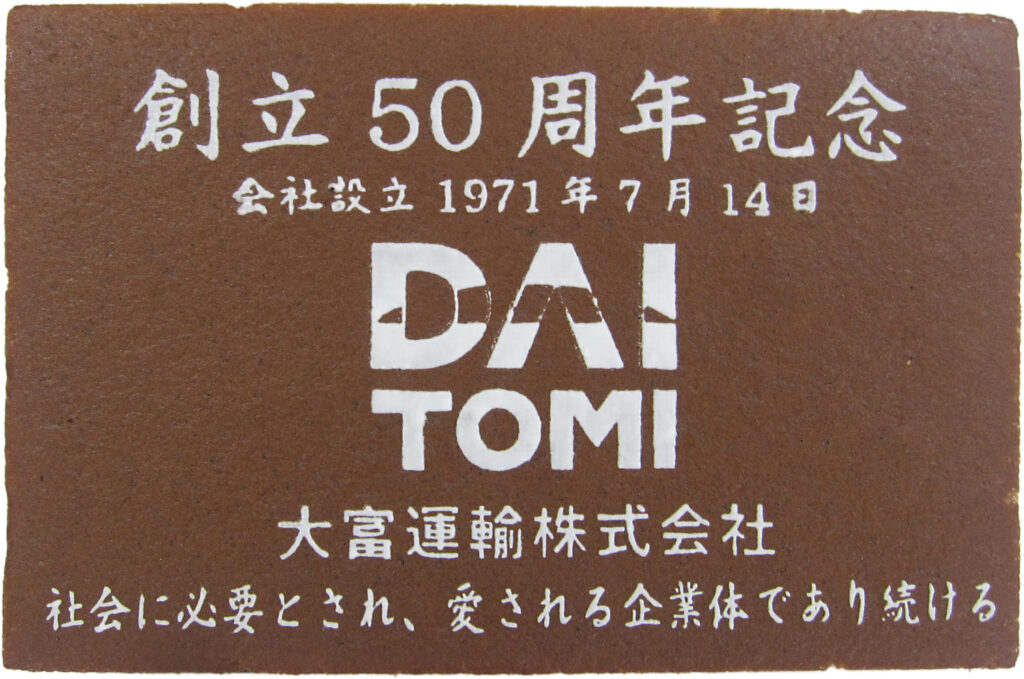 創立50周年記念
会社設立1971年7月14日
DAI
TOMI
大富運輸株式会社
社会に必要とされ、愛される企業体であり続ける